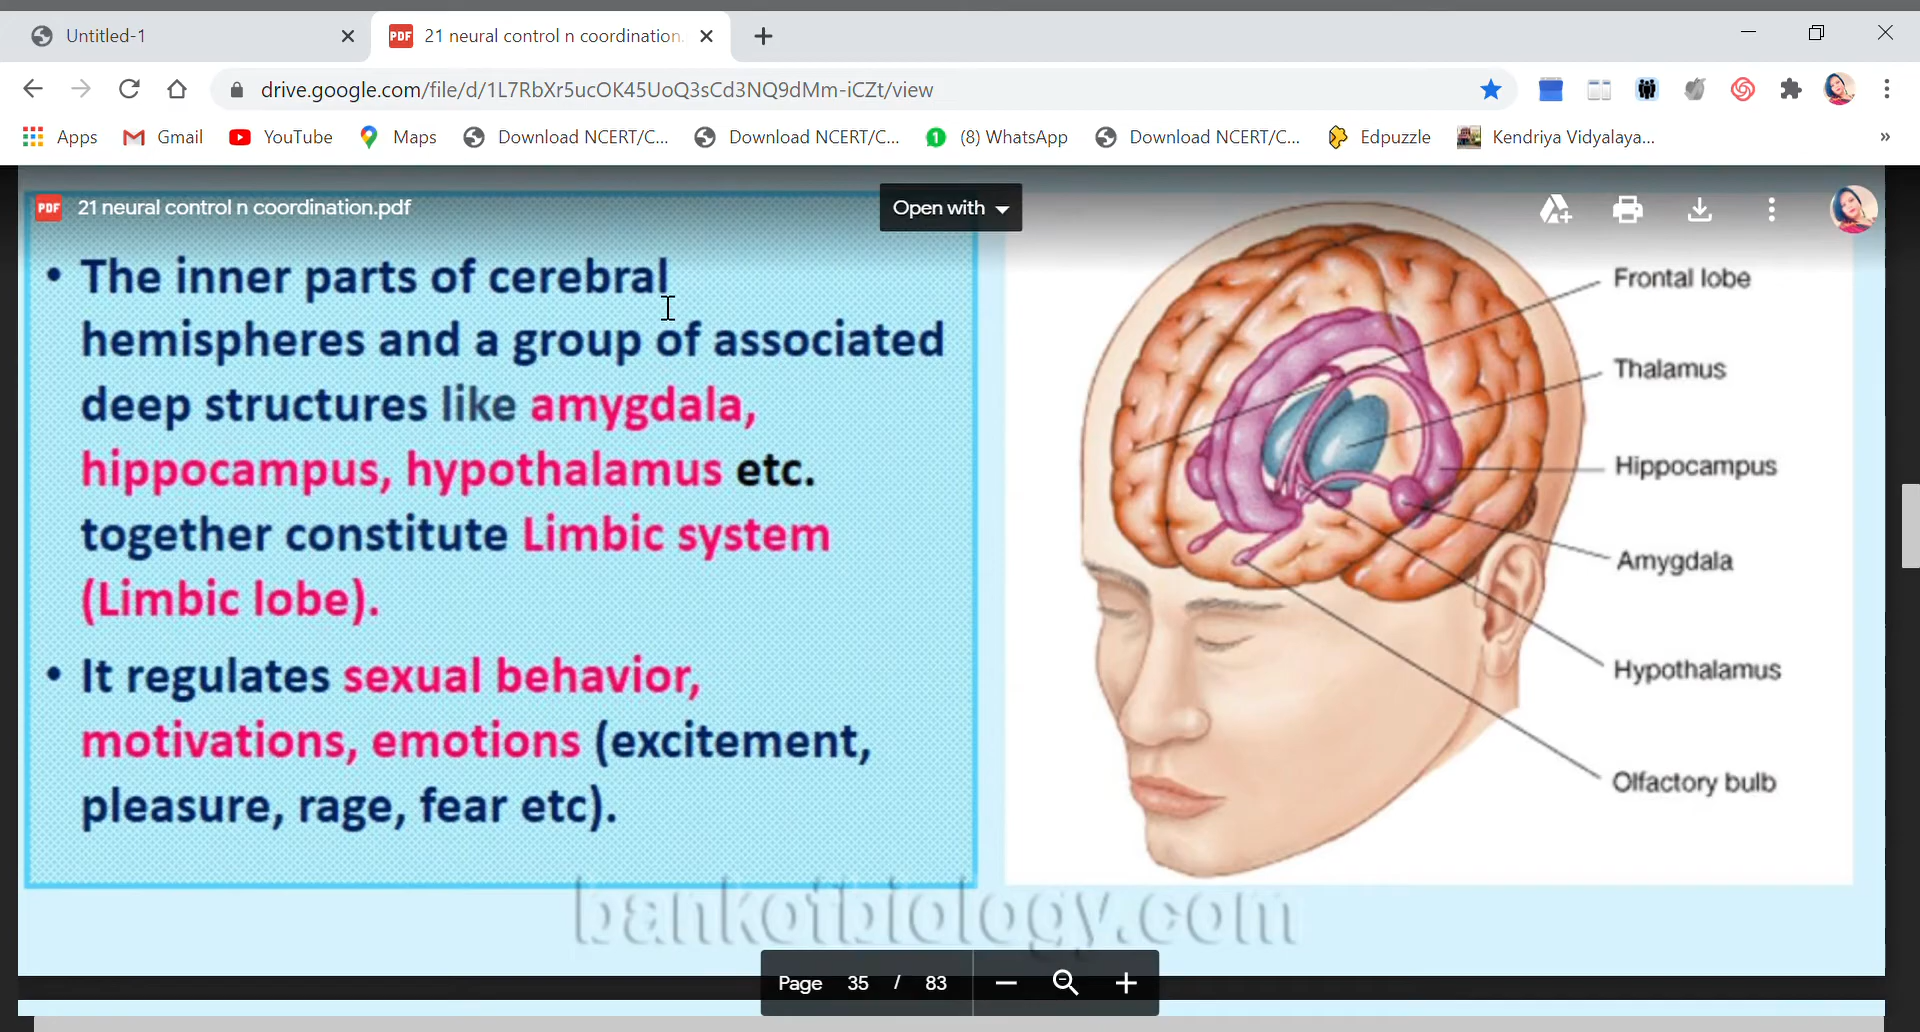 Untitled-1
PDF 21 neural control n coordination.
drive.google.com/file/d/1L7RbXr5ucOK45UoQ3sCd3NQ9dMm-iCZt/view
Apps Gmail YouTube Maps Download NCERT/C... Download NCERT/C... 1 (8) WhatsApp Download NCERT/C... Edpuzzle Kendriya Vidyalaya... »
PDF 21 neural control n coordination.pdf
Open with
• The inner parts of cerebral
hemispheres and a group of associated
deep structures like amygdala,
hippocampus, hypothalamus etc.
together constitute Limbic system
(Limbic lobe).
• It regulates sexual behavior,
motivations, emotions (excitement,
pleasure, rage, fear etc).
Frontal lobe
Thalamus
Hippocampus
Amygdala
Hypothalamus
Olfactory bulb
bankofbiology.com
Page 35 / 83